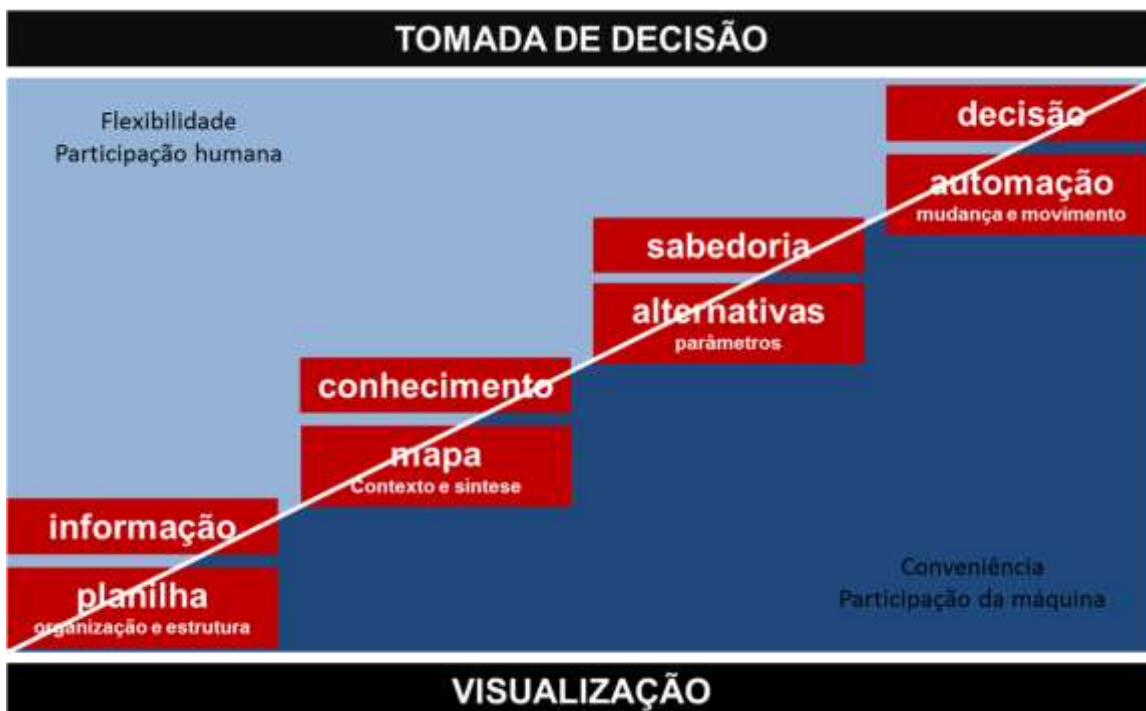 TOMADA DE DECISÃO
Flexibilidade
Participação humana
decisão
automação
mudança e movimento
sabedoria
alternativas
parâmetros
conhecimento
mapa
Contexto e sintese
informação
planilha
organização e estrutura
Conveniência
Participação da máquina
VISUALIZAÇÃO